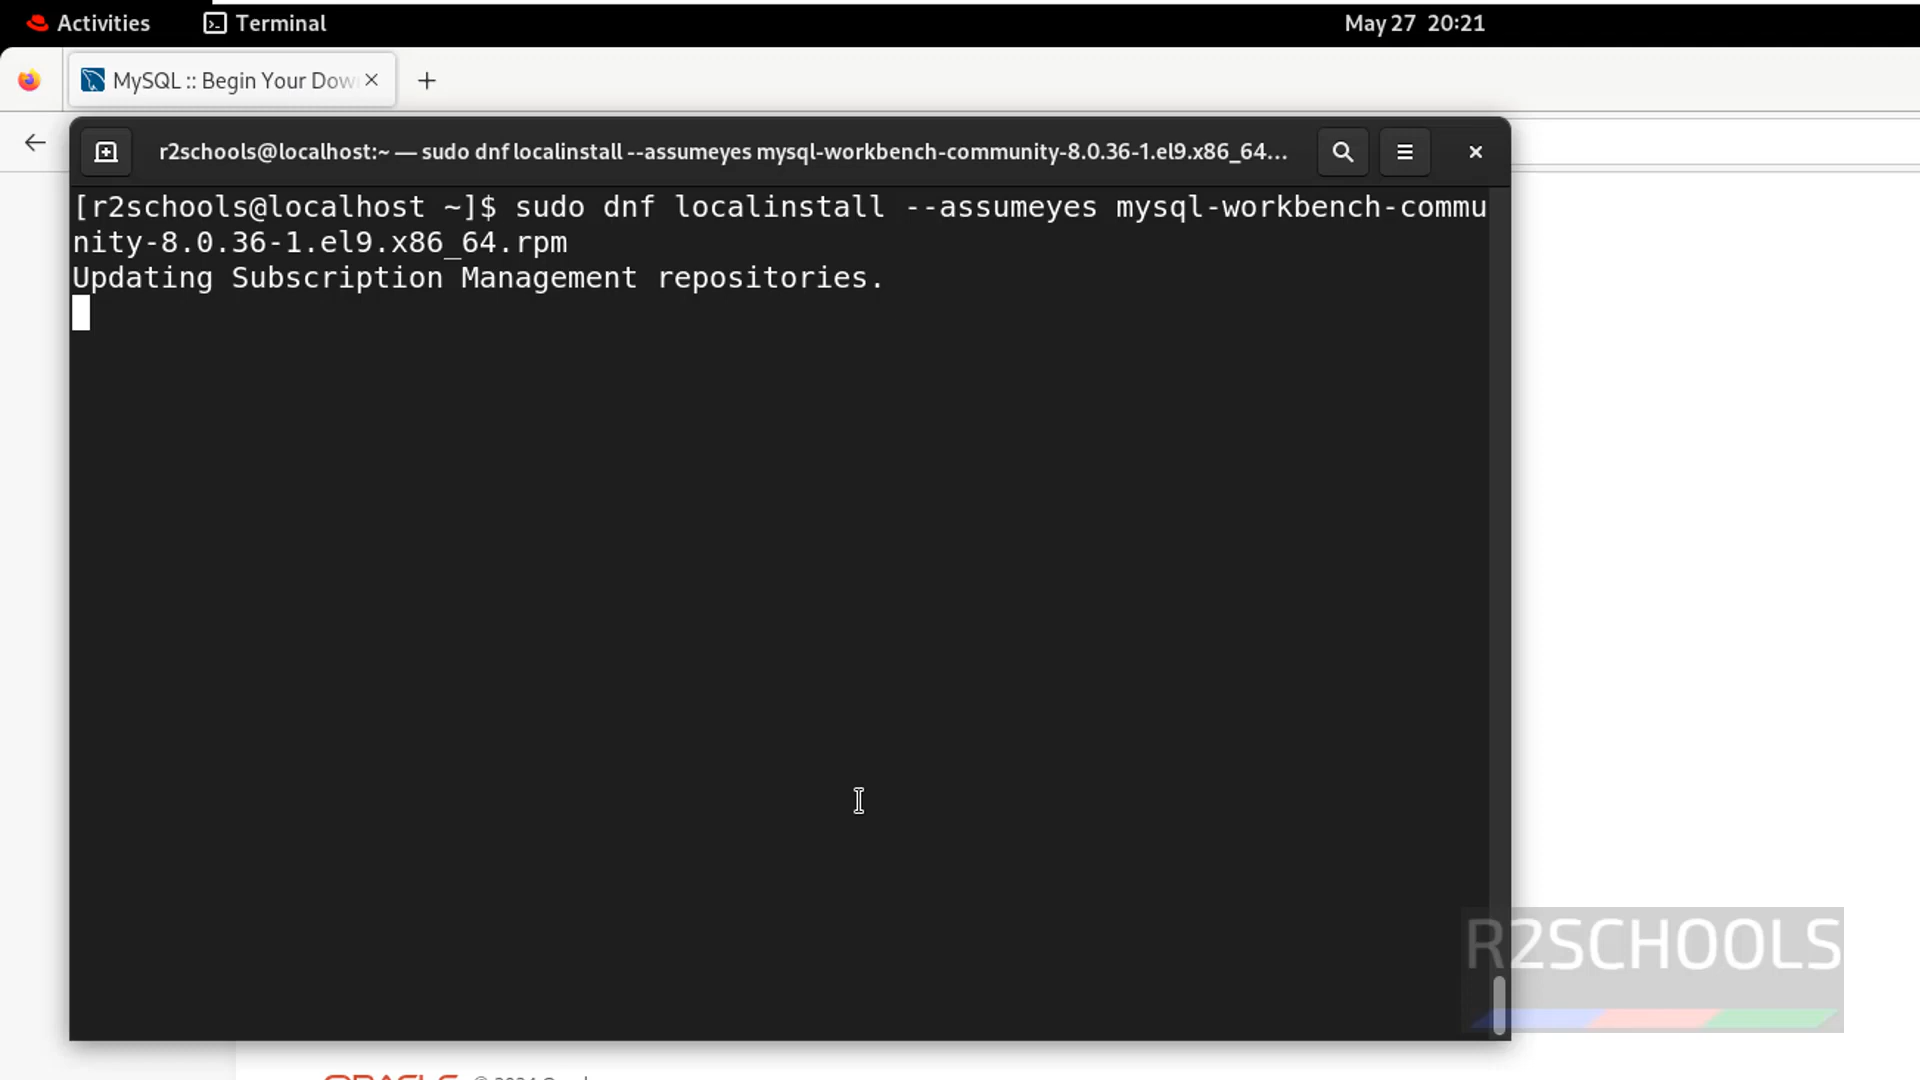 Activities Terminal May 27 20:21
MySQL :: Begin Your Dow
r2schools@localhost:~ — sudo dnf localinstall --assumeyes mysql-workbench-community-8.0.36-1.el9.x86_64...
[r2schools@localhost ~]$ sudo dnf localinstall --assumeyes mysql-workbench-commu
nity-8.0.36-1.el9.x86_64.rpm
Updating Subscription Management repositories.
R2SCHOOLS
ORACLE ©